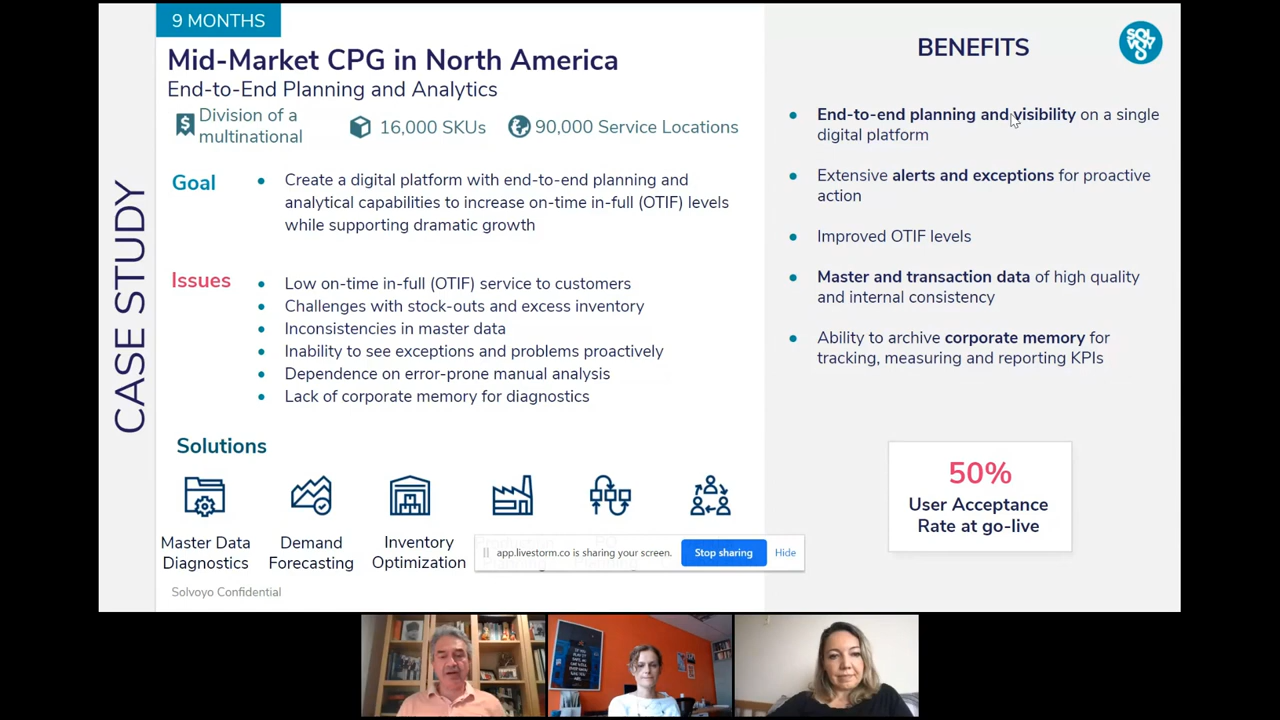 9 MONTHS
Mid-Market CPG in North America
End-to-End Planning and Analytics
Division of a
multinational
16,000 SKUs
90,000 Service Locations
CASE STUDY
Goal
• Create a digital platform with end-to-end planning and
analytical capabilities to increase on-time in-full (OTIF) levels
while supporting dramatic growth
Issues
• Low on-time in-full (OTIF) service to customers
• Challenges with stock-outs and excess inventory
• Inconsistencies in master data
• Inability to see exceptions and problems proactively
• Dependence on error-prone manual analysis
• Lack of corporate memory for diagnostics
Solutions
Master Data
Diagnostics
Demand
Forecasting
Inventory
Optimization
app.livestorm.co is sharing your screen.
Stop sharing
Hide
Solvoyo Confidential
BENEFITS
SOLVOYO
• End-to-end planning and visibility on a single
digital platform
• Extensive alerts and exceptions for proactive
action
• Improved OTIF levels
• Master and transaction data of high quality
and internal consistency
• Ability to archive corporate memory for
tracking, measuring and reporting KPIs
50%
User Acceptance
Rate at go-live